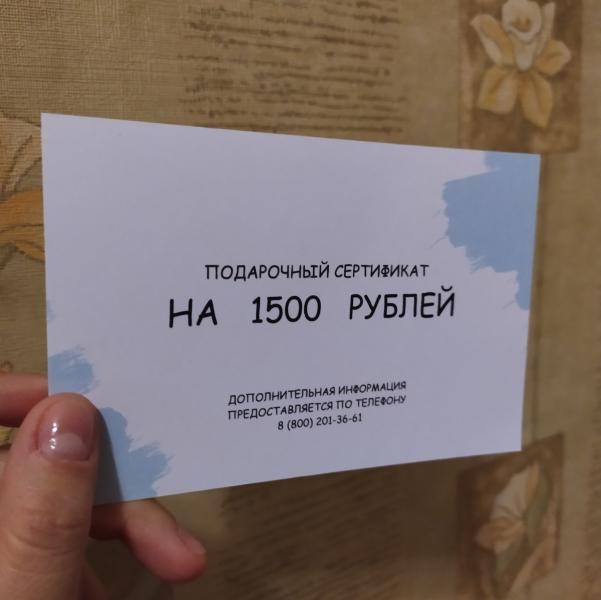 ПОДАРОЧНЫЙ СЕРТИФИКАТ
НА 1500 РУБЛЕЙ
ДОПОЛНИТЕЛЬНАЯ ИНФОРМАЦИЯ
ПРЕДОСТАВЛЯЕТСЯ ПО ТЕЛЕФОНУ
8 (800) 201-36-61